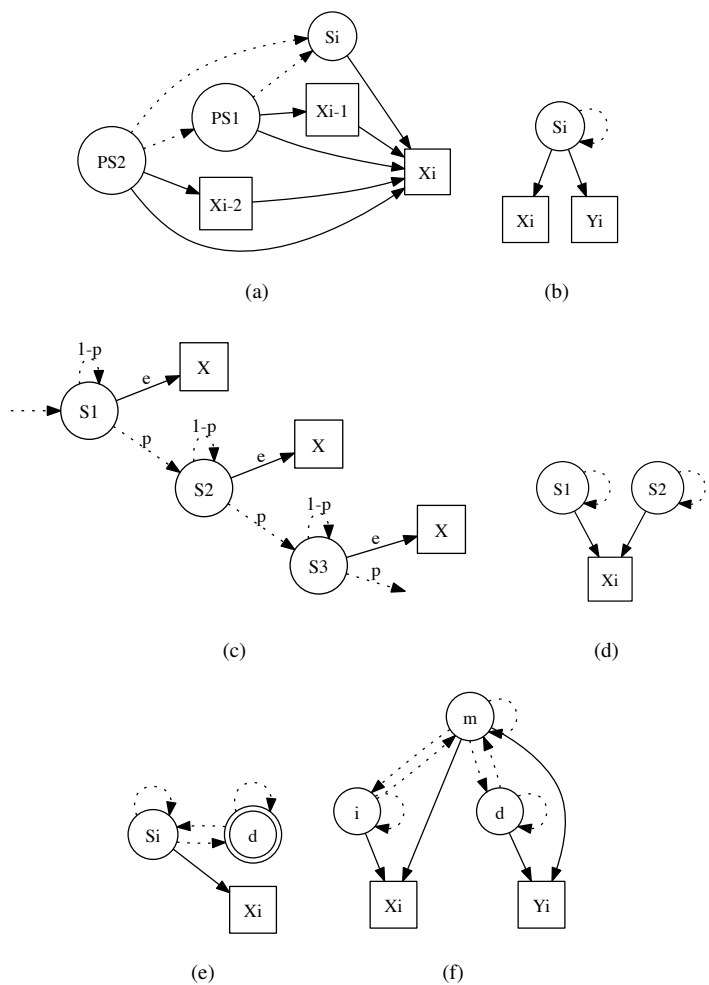 Si
PS1
Xi-1
PS2
Xi
Xi-2
(a)
Si
Xi
Yi
(b)
1-p
S1
e
X
p
1-p
S2
e
X
p
1-p
S3
e
X
p
(c)
S1
S2
Xi
(d)
Si
d
Xi
(e)
m
i
d
Xi
Yi
(f)